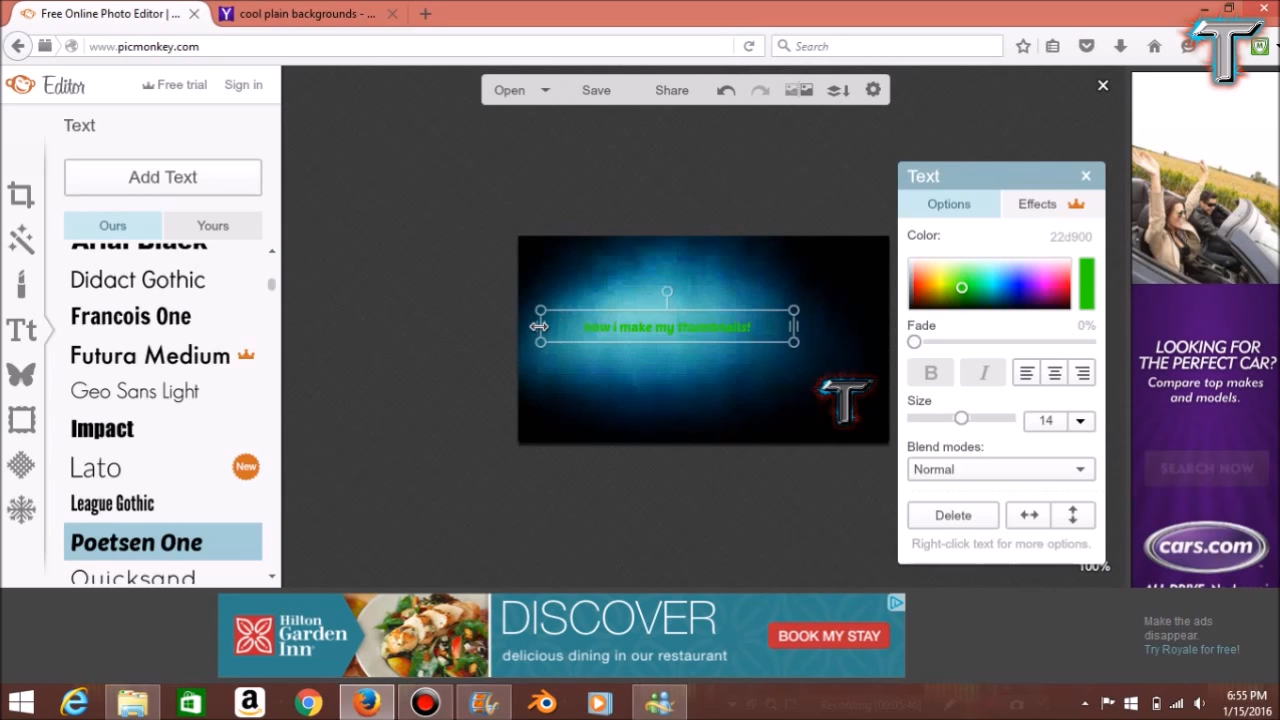 Free Online Photo Editor | ...
cool plain backgrounds - ...
www.picmonkey.com
Search
Editor
Free trial
Sign in
Open
Save
Share
Text
Add Text
Ours
Yours
Arial Black
Didact Gothic
Francois One
Futura Medium
Geo Sans Light
Impact
Lato
New
League Gothic
Poetsen One
Quicksand
how i make my thumbnails!
T
Text
Options
Effects
Color:
22d900
Fade
0%
B
I
Size
14
Blend modes:
Normal
Delete
Right-click text for more options.
100%
T
LOOKING FOR
THE PERFECT CAR?
Compare top makes
and models.
SEARCH NOW
cars.com
Hilton
Garden
Inn
DISCOVER
delicious dining in our restaurant
BOOK MY STAY
Make the ads
disappear.
Try Royale for free!
6:55 PM
1/15/2016